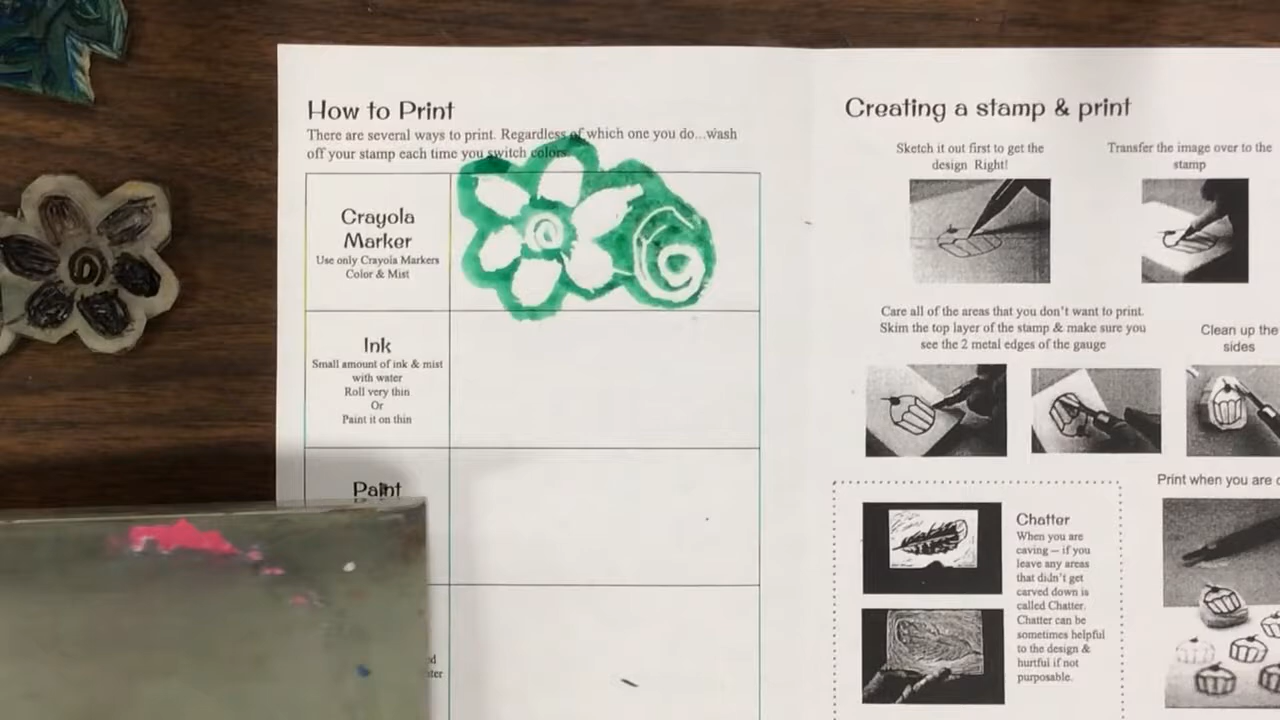 How to Print
There are several ways to print. Regardless of which one you do...wash
off your stamp each time you switch colors.
Crayola
Marker
Use only Crayola Markers
Color & Mist
Ink
Small amount of ink & mist
with water
Roll very thin
Or
Paint it on thin
Paint
Creating a stamp & print
Sketch it out first to get the
design Right!
Transfer the image over to the
stamp
Care all of the areas that you don't want to print.
Skim the top layer of the stamp & make sure you
see the 2 metal edges of the gauge
Clean up the
sides
Print when you are
Chatter
When you are
caving – if you
leave any areas
that didn't get
carved down is
called Chatter.
Chatter can be
sometimes helpful
to the design &
hurtful if not
purposable.